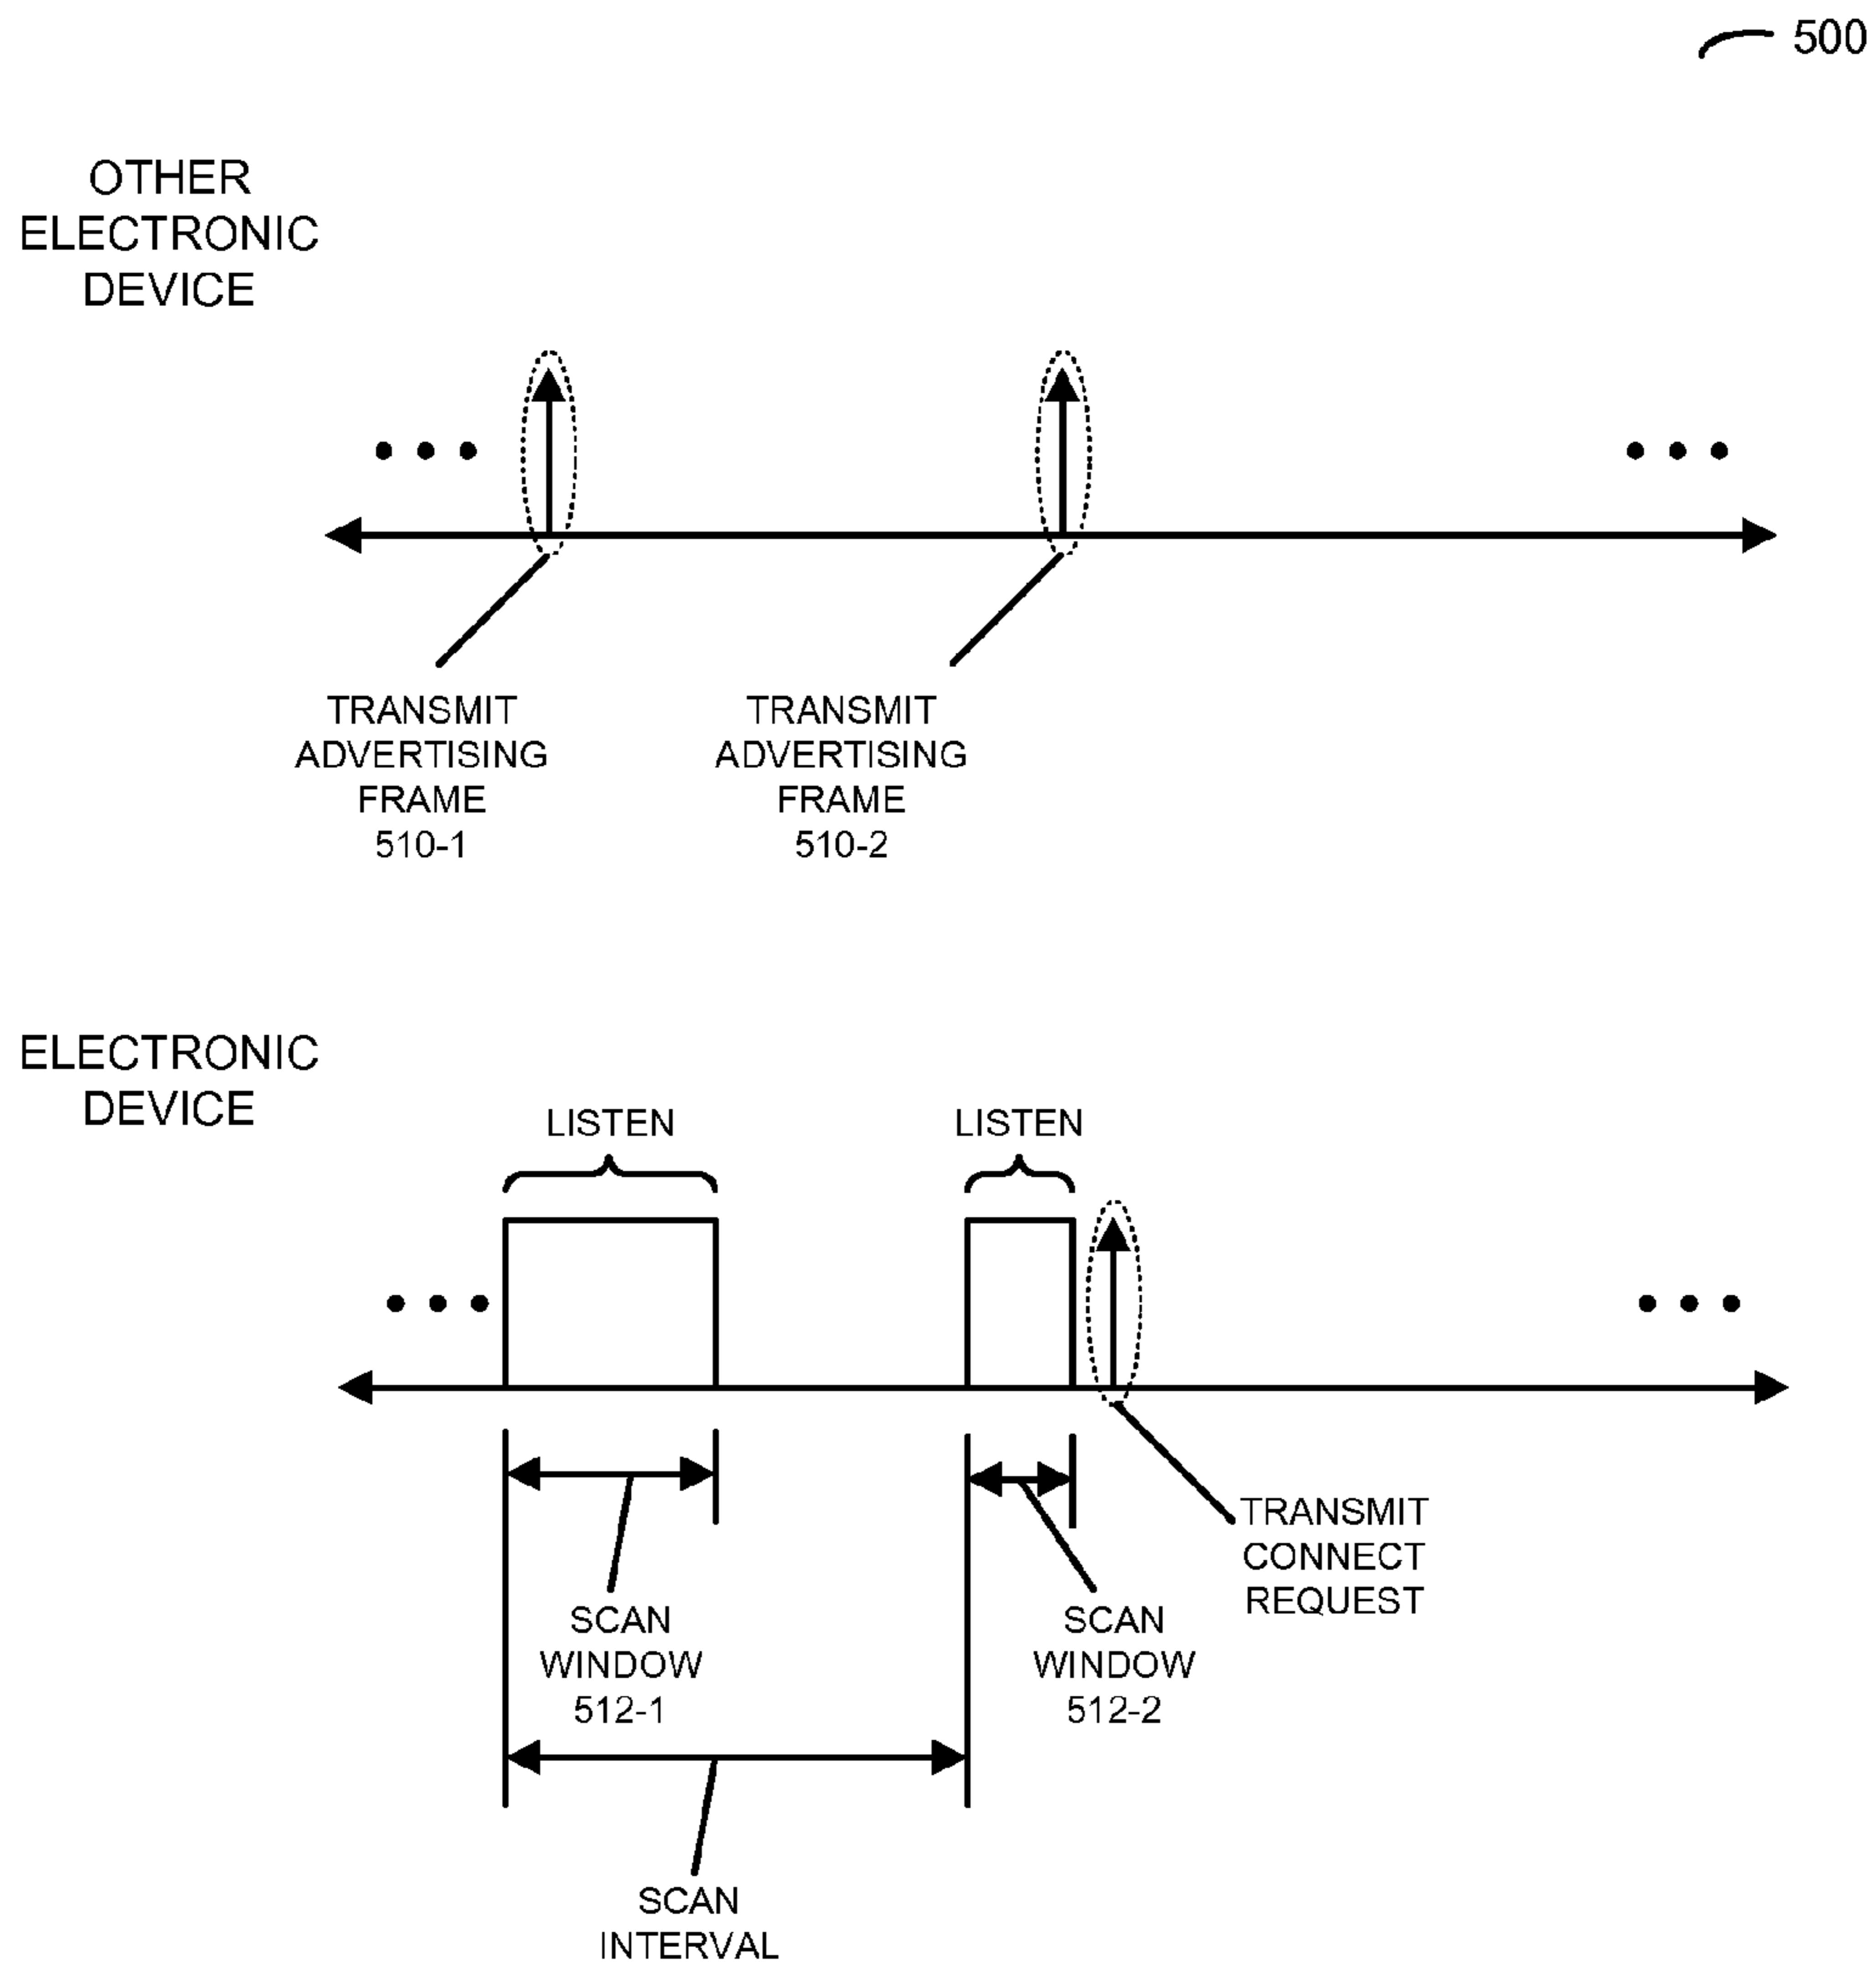 500
OTHER
ELECTRONIC
DEVICE
TRANSMIT
ADVERTISING
FRAME
510-1
TRANSMIT
ADVERTISING
FRAME
510-2
ELECTRONIC
DEVICE
LISTEN
LISTEN
TRANSMIT
CONNECT
REQUEST
SCAN
WINDOW
512-1
SCAN
WINDOW
512-2
SCAN
INTERVAL